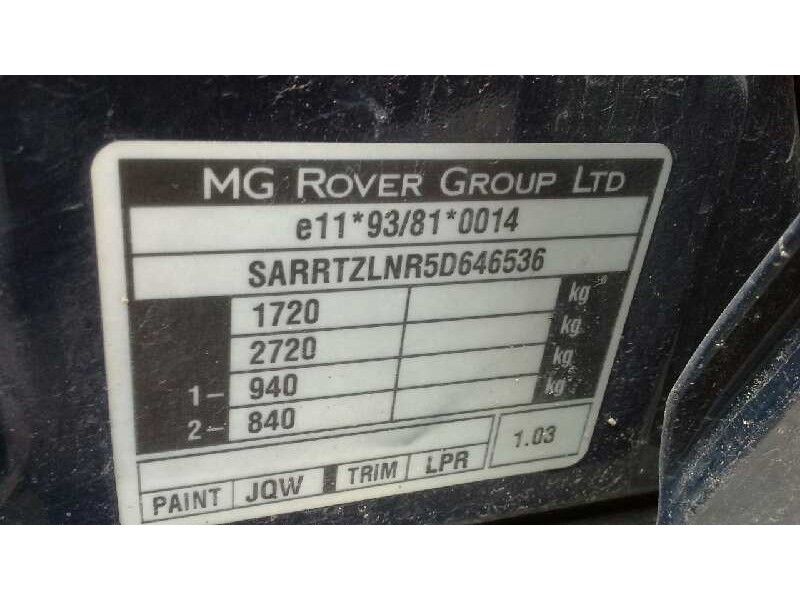 MG ROVER GROUP LTD
e11*93/81*0014
SARRTZLNR5D646536
1720 kg
2720 kg
1- 940 kg
2- 840 kg
PAINT JQW TRIM LPR 1.03